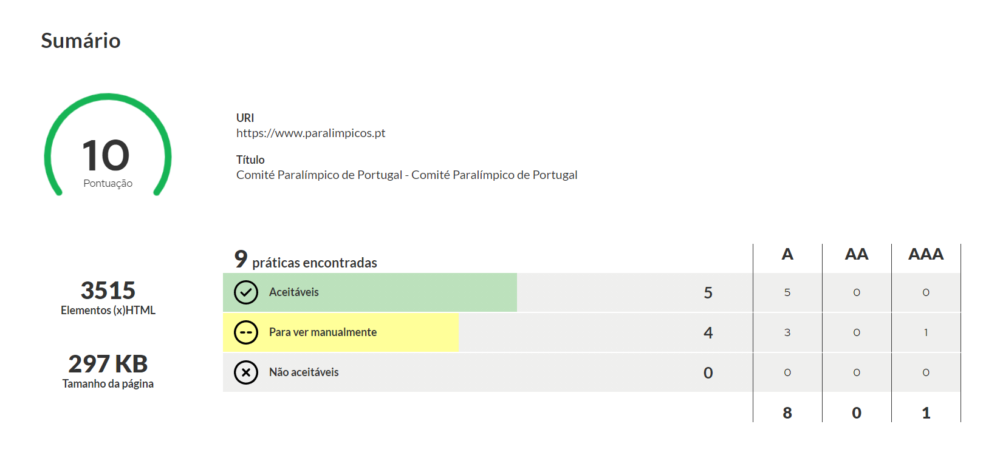 Sumário
10
Pontuação
URI
https://www.paralimpicos.pt
Título
Comité Paralímpico de Portugal - Comité Paralímpico de Portugal
3515
Elementos (x)HTML
297 KB
Tamanho da página
9 práticas encontradas A AA AAA
Aceitáveis 5 5 0 0
Para ver manualmente 4 3 0 1
Não aceitáveis 0 0 0 0
8 0 1